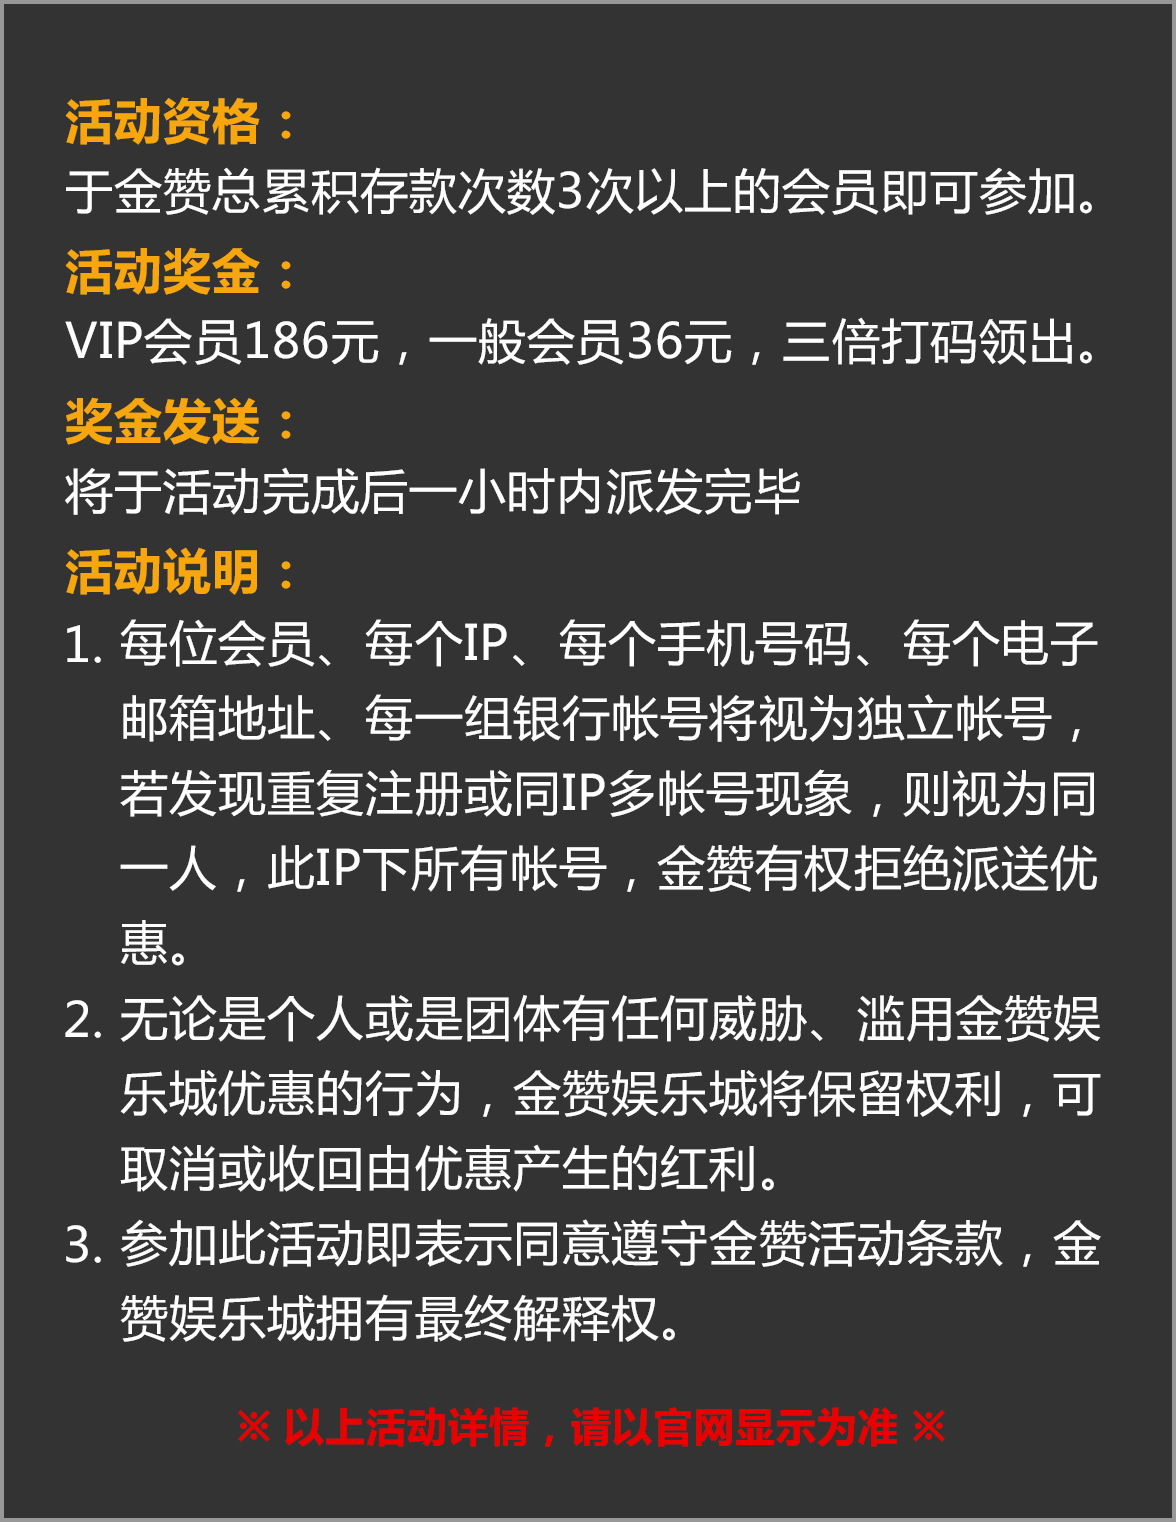 活动资格：
于金赞总累积存款次数3次以上的会员即可参加。
活动奖金：
VIP会员186元，一般会员36元，三倍打码领出。
奖金发送：
将于活动完成后一小时内派发完毕
活动说明：
1. 每位会员、每个IP、每个手机号码、每个电子
邮箱地址、每一组银行帐号将视为独立帐号，
若发现重复注册或同IP多帐号现象，则视为同
一人，此IP下所有帐号，金赞有权拒绝派送优
惠。
2. 无论是个人或是团体有任何威胁、滥用金赞娱
乐城优惠的行为，金赞娱乐城将保留权利，可
取消或收回由优惠产生的红利。
3. 参加此活动即表示同意遵守金赞活动条款，金
赞娱乐城拥有最终解释权。
※ 以上活动详情，请以官网显示为准 ※